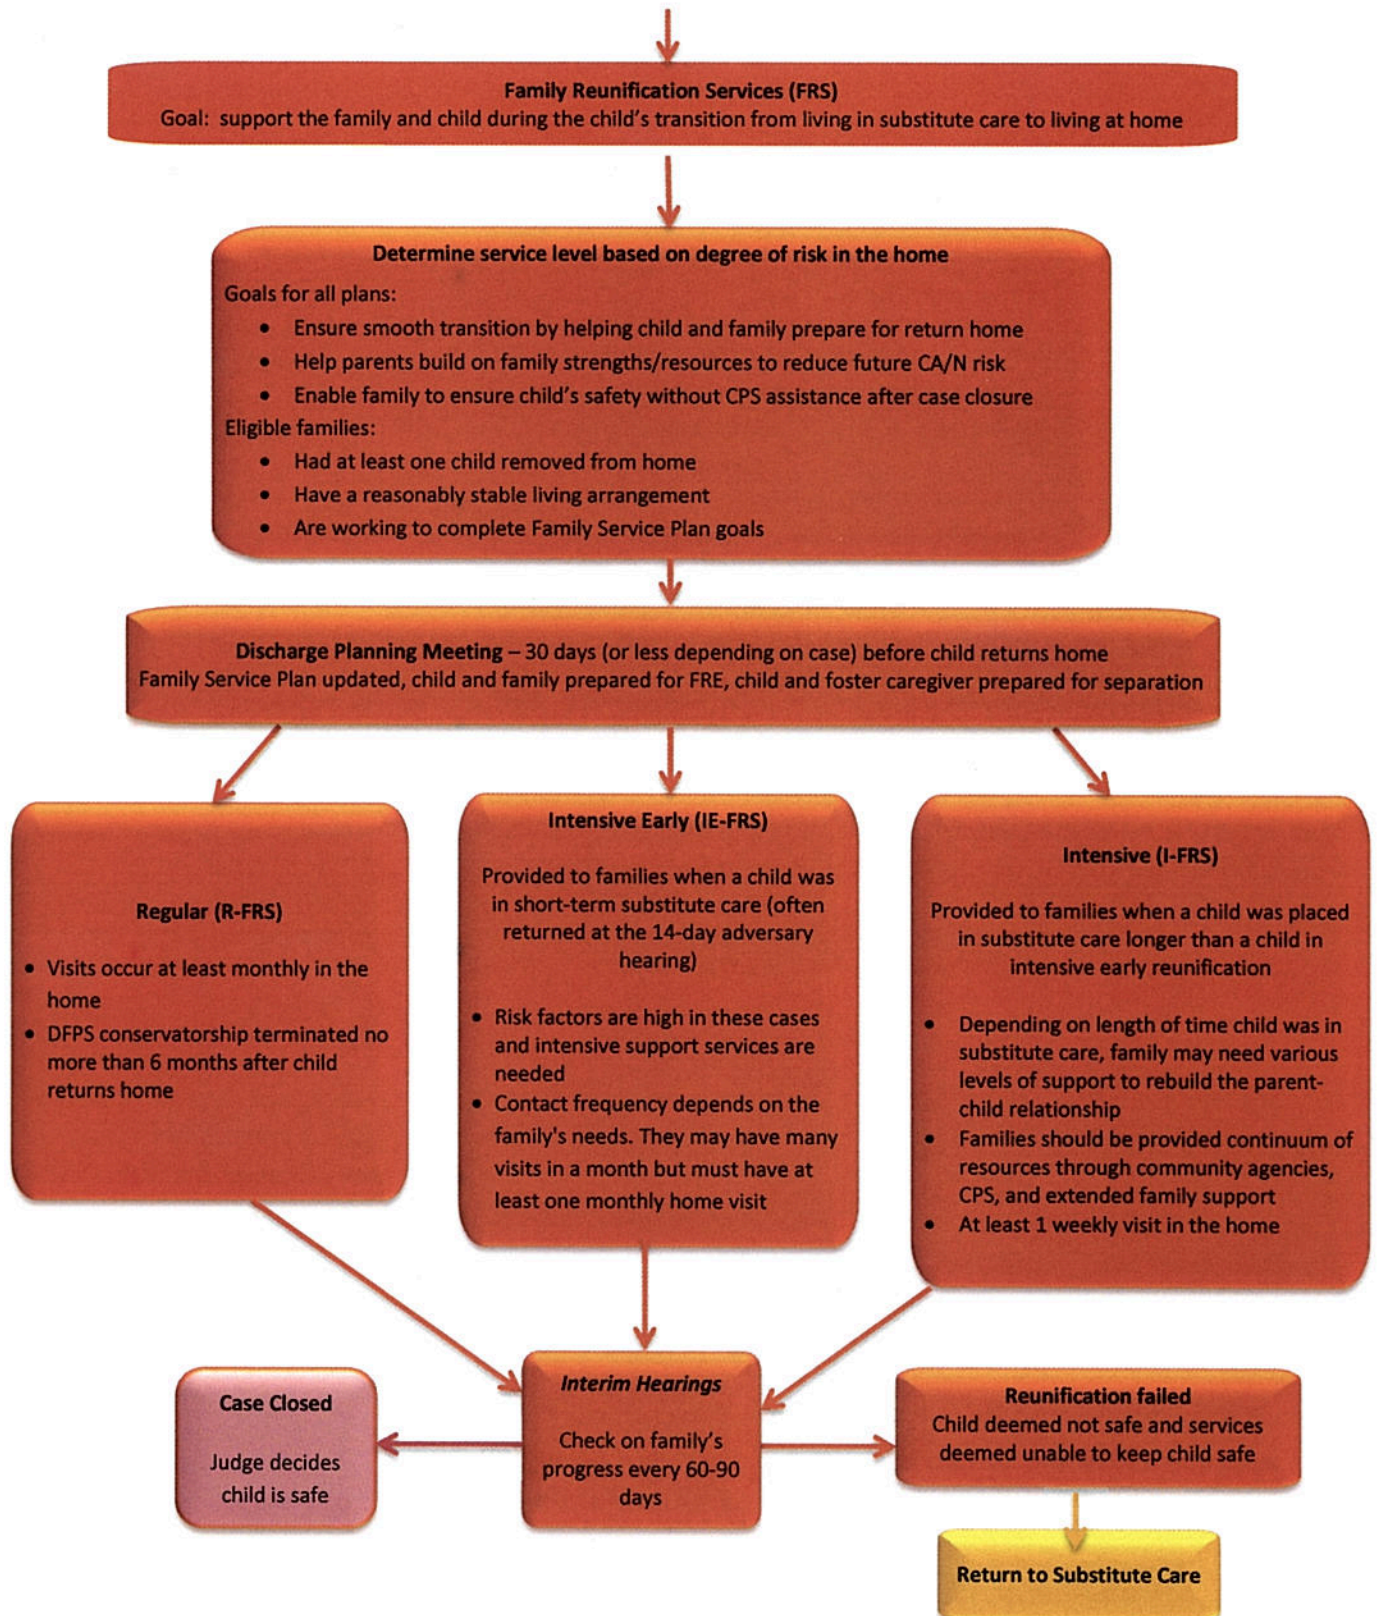 Family Reunification Services (FRS)
Goal: support the family and child during the child's transition from living in substitute care to living at home
Determine service level based on degree of risk in the home
Goals for all plans:
• Ensure smooth transition by helping child and family prepare for return home
• Help parents build on family strengths/resources to reduce future CA/N risk
• Enable family to ensure child's safety without CPS assistance after case closure
Eligible families:
• Had at least one child removed from home
• Have a reasonably stable living arrangement
• Are working to complete Family Service Plan goals
Discharge Planning Meeting – 30 days (or less depending on case) before child returns home
Family Service Plan updated, child and family prepared for FRE, child and foster caregiver prepared for separation
Regular (R-FRS)
• Visits occur at least monthly in the
home
• DFPS conservatorship terminated no
more than 6 months after child
returns home
Intensive Early (IE-FRS)
Provided to families when a child was
in short-term substitute care (often
returned at the 14-day adversary
hearing)
• Risk factors are high in these cases
and intensive support services are
needed
• Contact frequency depends on the
family's needs. They may have many
visits in a month but must have at
least one monthly home visit
Intensive (I-FRS)
Provided to families when a child was placed
in substitute care longer than a child in
intensive early reunification
• Depending on length of time child was in
substitute care, family may need various
levels of support to rebuild the parent-
child relationship
• Families should be provided continuum of
resources through community agencies,
CPS, and extended family support
• At least 1 weekly visit in the home
Case Closed
Judge decides
child is safe
Interim Hearings
Check on family's
progress every 60-90
days
Reunification failed
Child deemed not safe and services
deemed unable to keep child safe
Return to Substitute Care